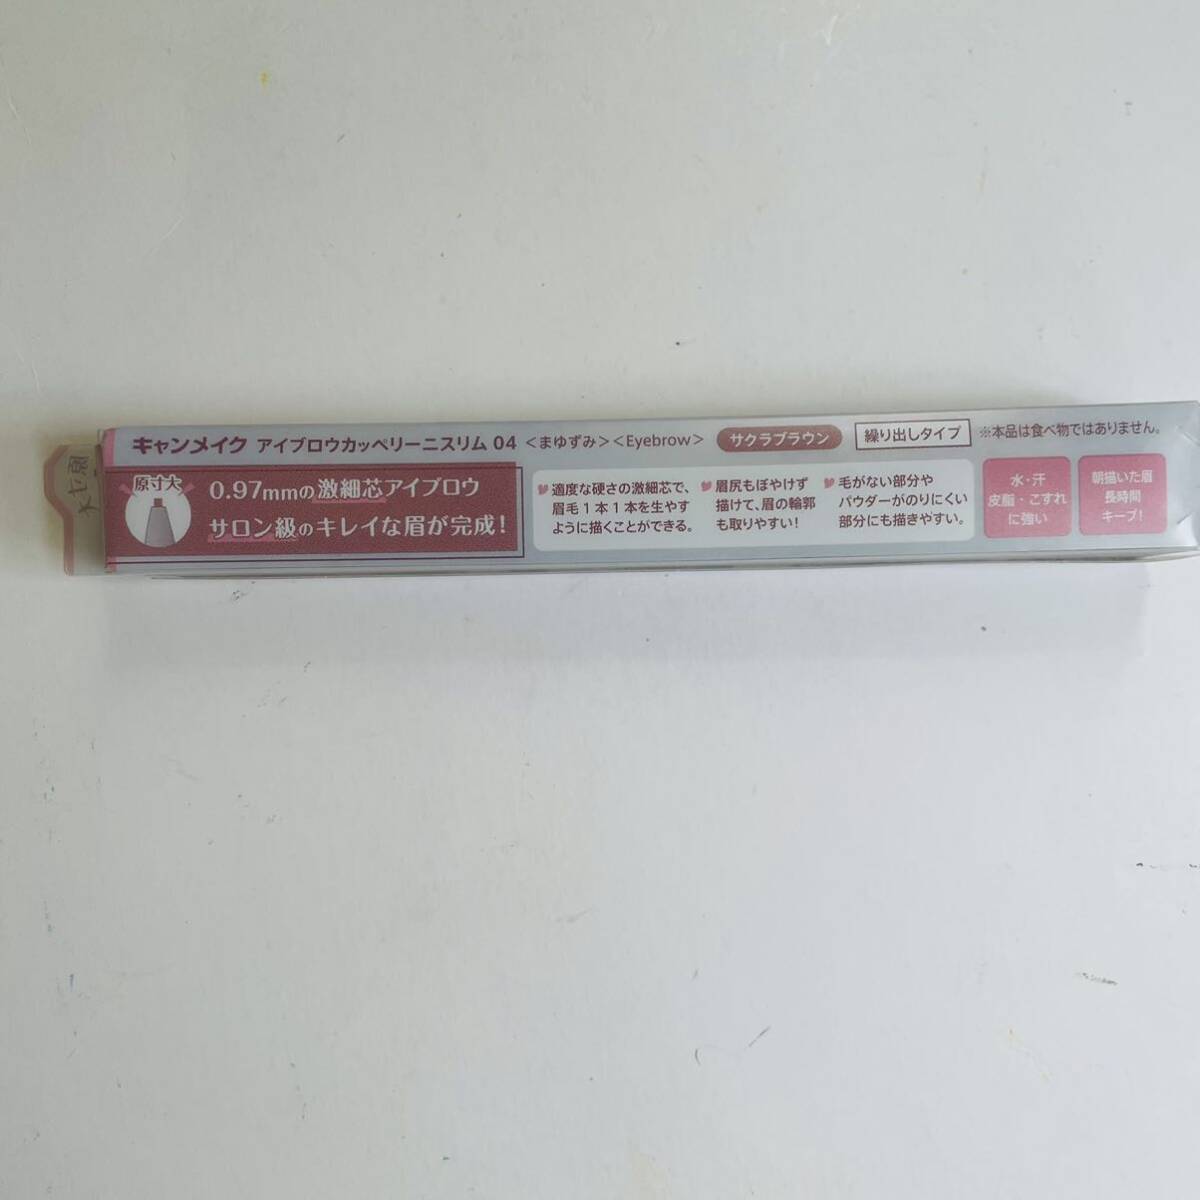 キャンメイク アイブロウカッペリーニスリム 04 <まゆずみ><Eyebrow> サクラブラウン 繰り出しタイプ ※本品は食べ物ではありません。
原寸大
0.97mmの激細芯アイブロウ
サロン級のキレイな眉が完成！
適度な硬さの激細芯で、
眉毛1本1本を生やす
ように描くことができる。
眉尻もぼやけず
描けて、眉の輪郭
も取りやすい！
毛がない部分や
パウダーがのりにくい
部分にも描きやすい。
水・汗
皮脂・こすれ
に強い
朝描いた眉
長時間
キープ！